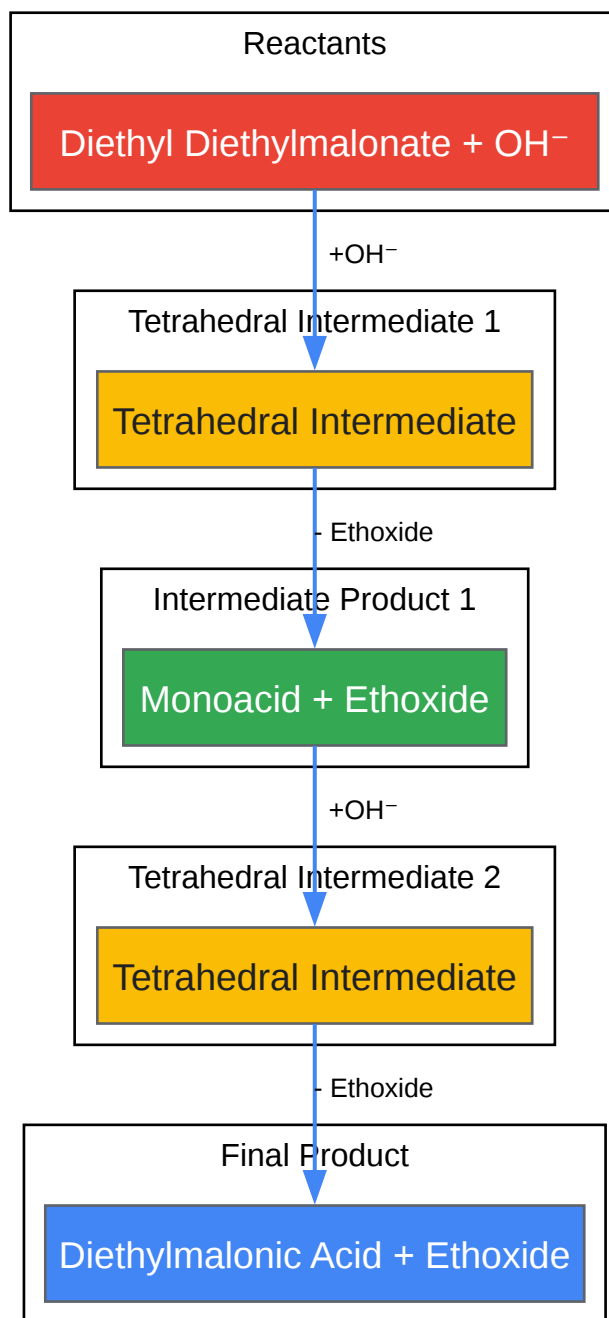 Reactants
Diethyl Diethylmalonate + OH⁻
+OH⁻
Tetrahedral Intermediate 1
Tetrahedral Intermediate
- Ethoxide
Intermediate Product 1
Monoacid + Ethoxide
+OH⁻
Tetrahedral Intermediate 2
Tetrahedral Intermediate
- Ethoxide
Final Product
Diethylmalonic Acid + Ethoxide